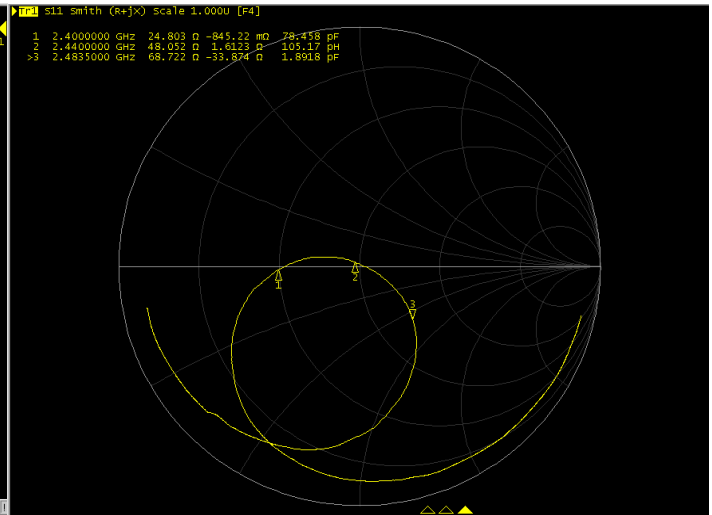 Tr1 S11 Smith (R+jX) Scale 1.000U [F4]
1 2.4000000 GHz 24.803 Ω -845.22 mΩ 78.458 pF
2 2.4400000 GHz 48.052 Ω 1.6123 Ω 105.17 pH
>3 2.4835000 GHz 68.722 Ω -33.874 Ω 1.8918 pF
1
3
1
2